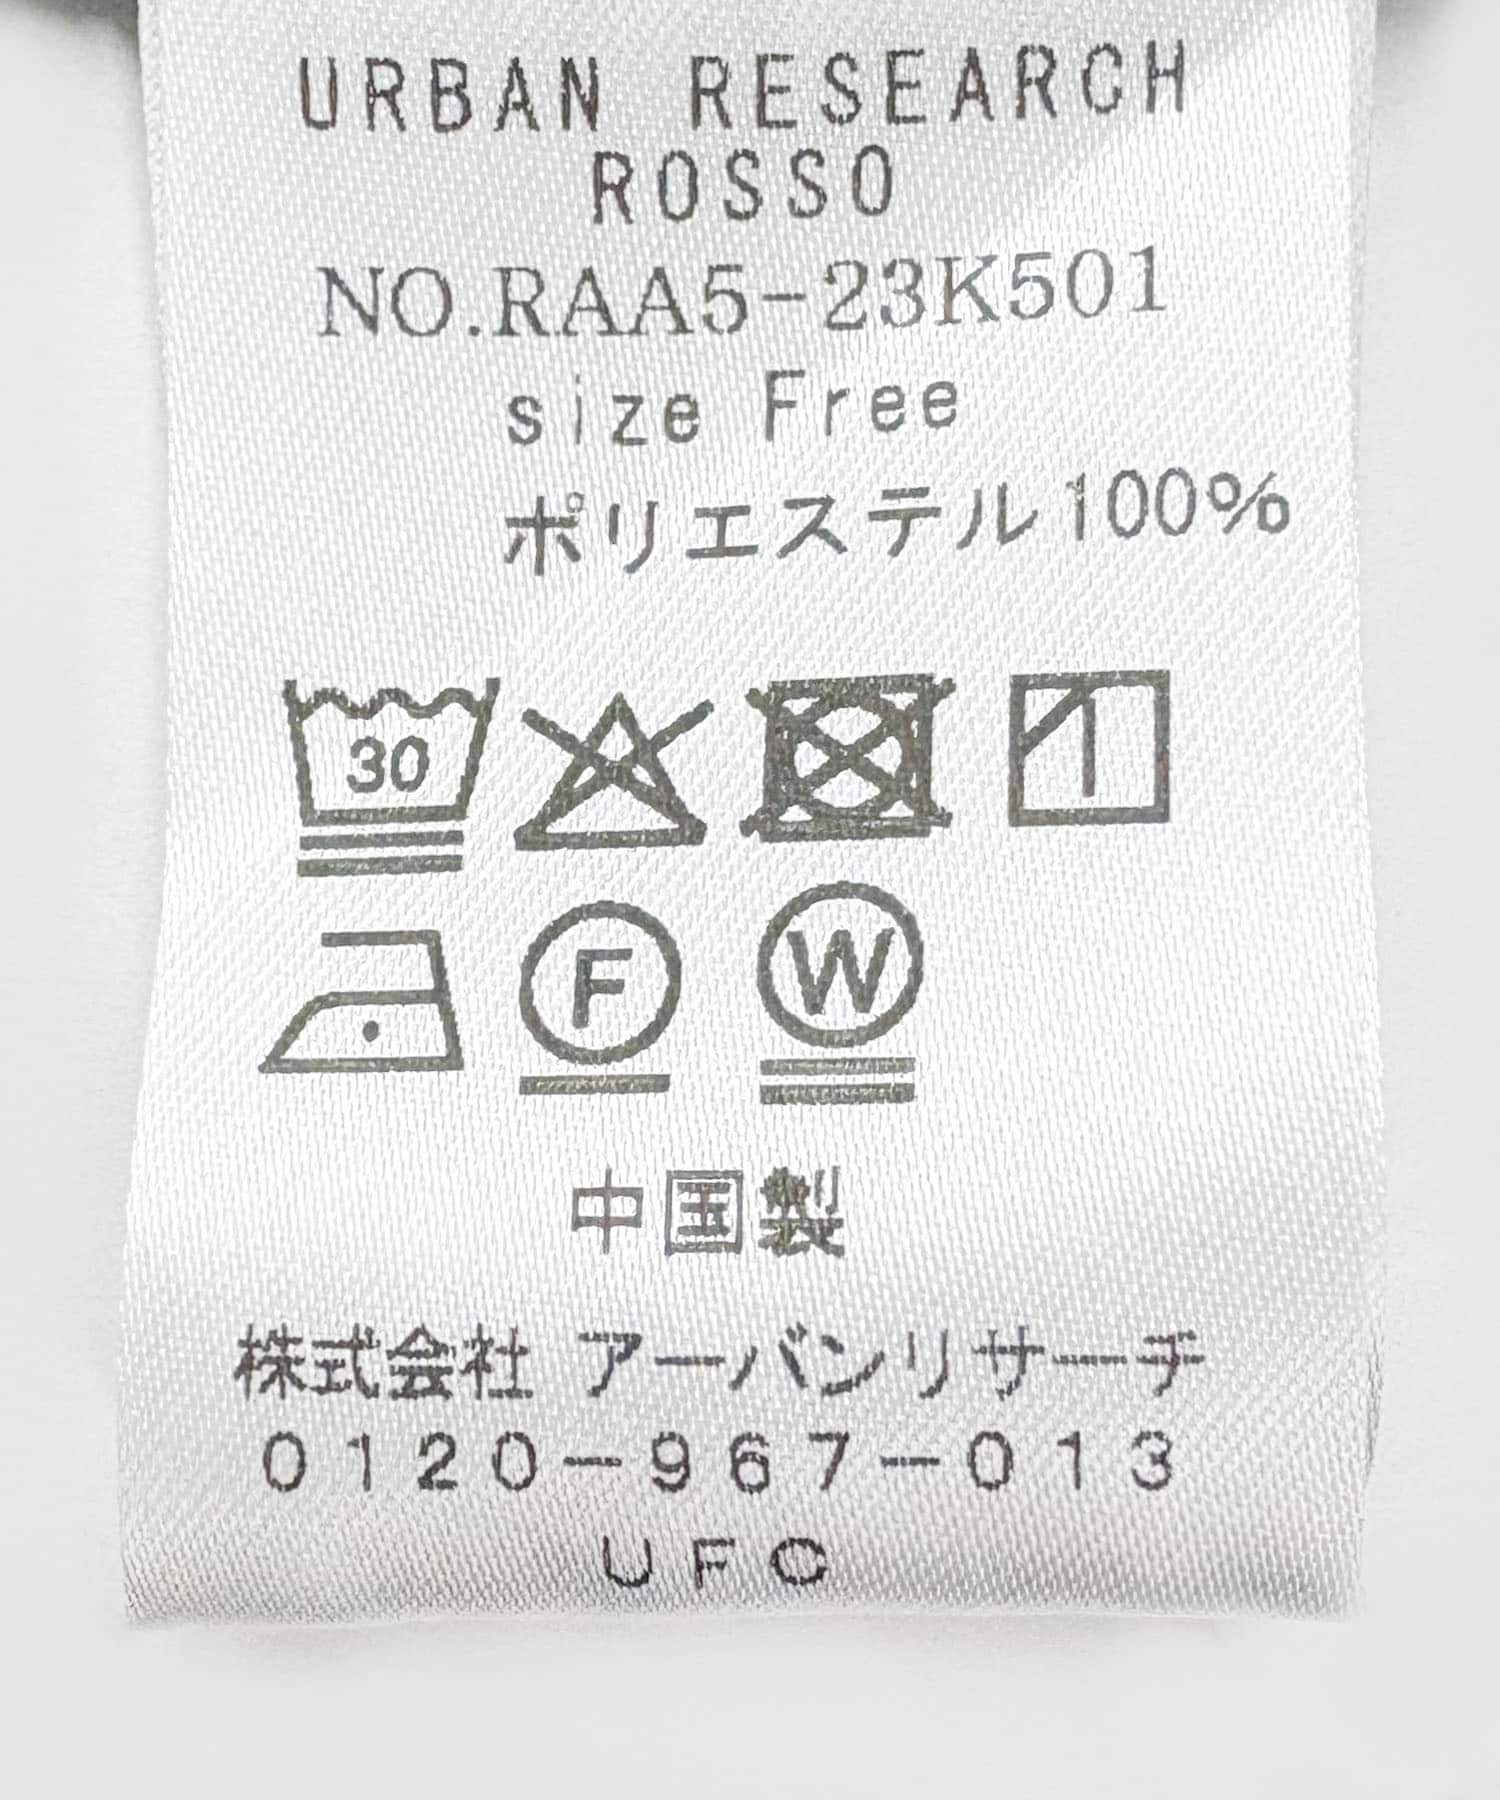 URBAN RESEARCH
ROSSO
NO.RAA5-23K501
size Free
ポリエステル100%
30
F W
中国製
株式会社 アーバンリサーチ
0120-967-013
UFC